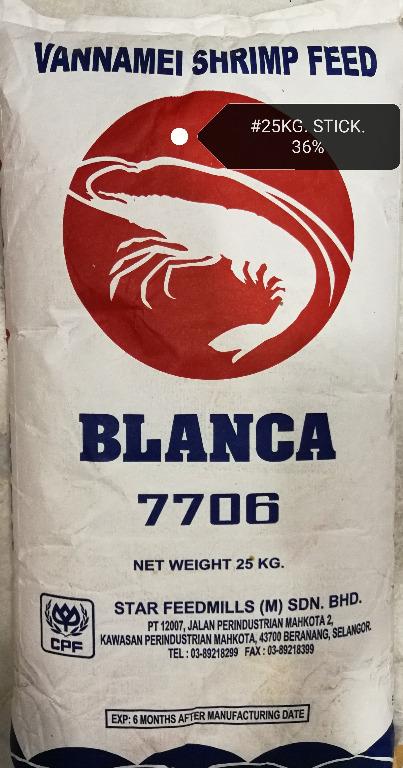 VANNAMEI SHRIMP FEED
#25KG. STICK.
36%
BLANCA
7706
NET WEIGHT 25 KG.
CPF
STAR FEEDMILLS (M) SDN. BHD.
PT 12007, JALAN PERINDUSTRIAN MAHKOTA 2,
KAWASAN PERINDUSTRIAN MAHKOTA, 43700 BERANANG, SELANGOR.
TEL : 03-89218299 FAX : 03-89218399
EXP: 6 MONTHS AFTER MANUFACTURING DATE